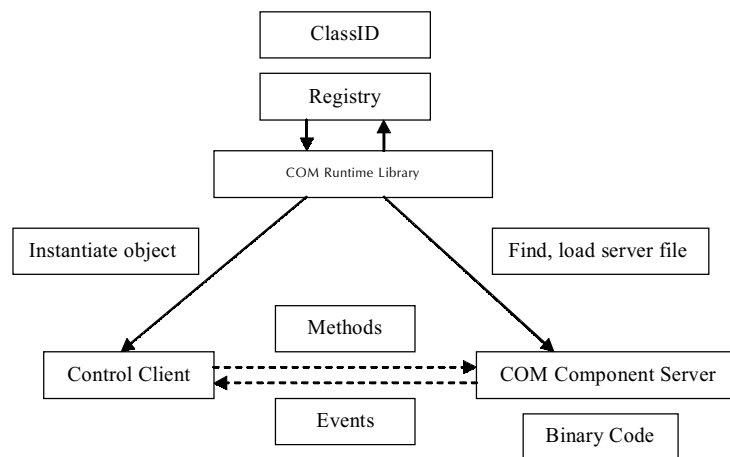 ClassID
Registry
COM Runtime Library
Instantiate object
Find, load server file
Methods
Control Client
COM Component Server
Events
Binary Code